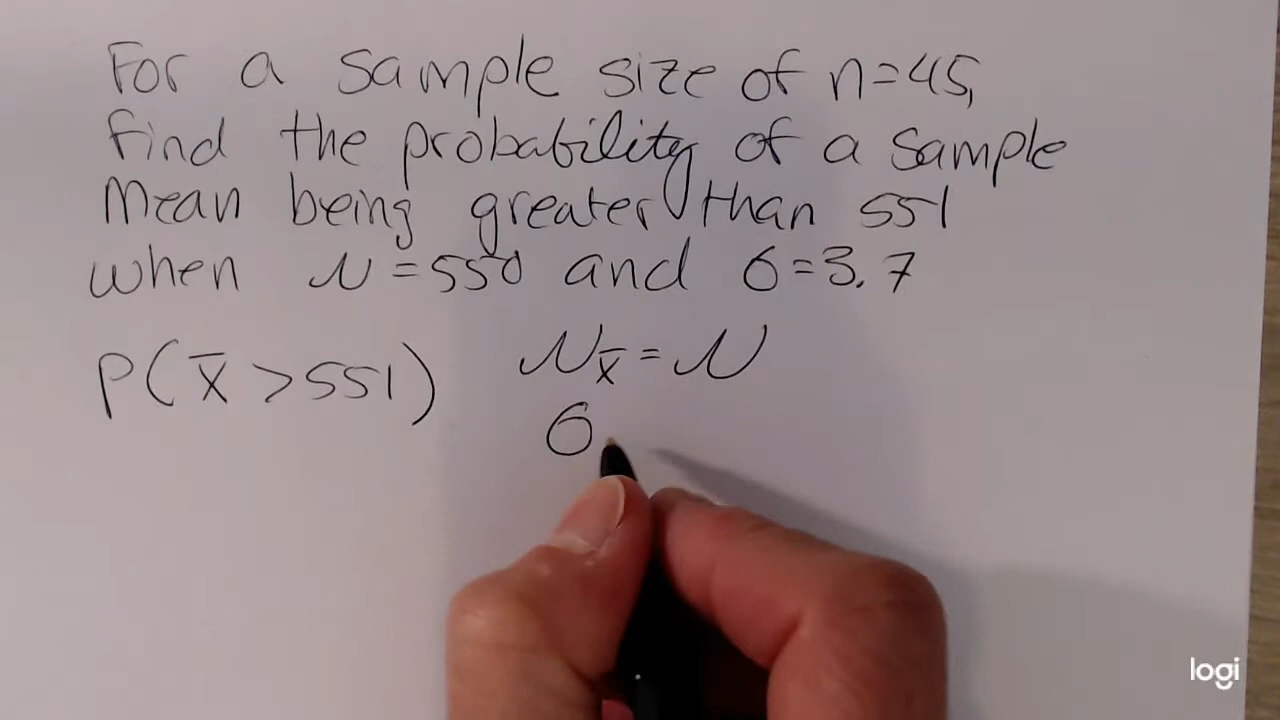 For a sample size of n=45,
find the probability of a sample
mean being greater than 551
when μ=550 and σ=3.7
P(x̄>551)
μx̄=μ
σ
logi